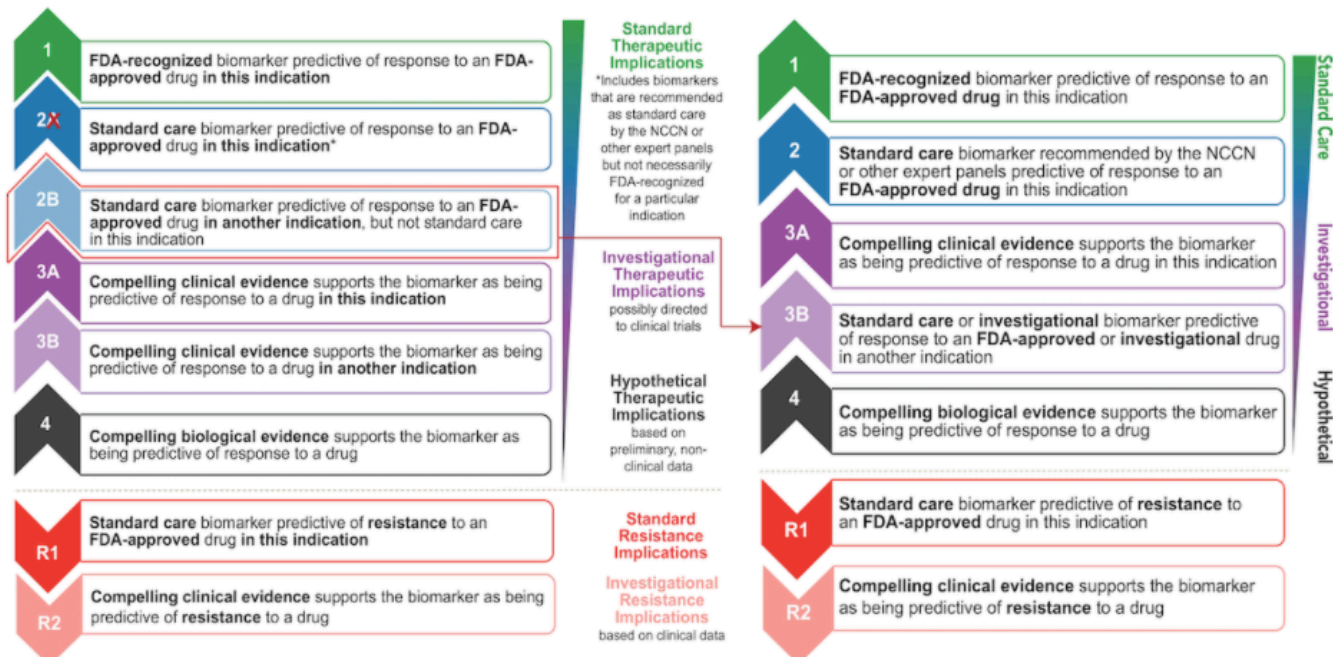 1
FDA-recognized biomarker predictive of response to an FDA-
approved drug in this indication
2A
Standard care biomarker predictive of response to an FDA-
approved drug in this indication*
2B
Standard care biomarker predictive of response to an FDA-
approved drug in another indication, but not standard care
in this indication
3A
Compelling clinical evidence supports the biomarker as being
predictive of response to a drug in this indication
3B
Compelling clinical evidence supports the biomarker as being
predictive of response to a drug in another indication
4
Compelling biological evidence supports the biomarker as
being predictive of response to a drug
R1
Standard care biomarker predictive of resistance to an
FDA-approved drug in this indication
R2
Compelling clinical evidence supports the biomarker as being
predictive of resistance to a drug
Standard
Therapeutic
Implications
*Includes biomarkers
that are recommended
as standard care
by the NCCN or
other expert panels
but not necessarily
FDA-recognized
for a particular
indication
Investigational
Therapeutic
Implications
possibly directed
to clinical trials
Hypothetical
Therapeutic
Implications
based on
preliminary, non-
clinical data
Standard
Resistance
Implications
Investigational
Resistance
Implications
based on clinical data
1
FDA-recognized biomarker predictive of response to an
FDA-approved drug in this indication
2
Standard care biomarker recommended by the NCCN
or other expert panels predictive of response to an
FDA-approved drug in this indication
3A
Compelling clinical evidence supports the biomarker
as being predictive of response to a drug in this indication
3B
Standard care or investigational biomarker predictive
of response to an FDA-approved or investigational drug
in another indication
4
Compelling biological evidence supports the biomarker
as being predictive of response to a drug
R1
Standard care biomarker predictive of resistance to
an FDA-approved drug in this indication
R2
Compelling clinical evidence supports the biomarker
as being predictive of resistance to a drug
Standard Care
Investigational
Hypothetical